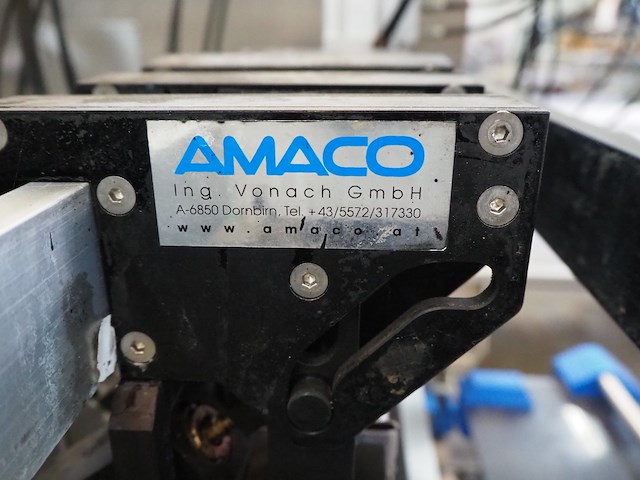 AMACO
Ing. Vonach GmbH
A-6850 Dornbirn, Tel. +43/5572/317330
www.amaco.at